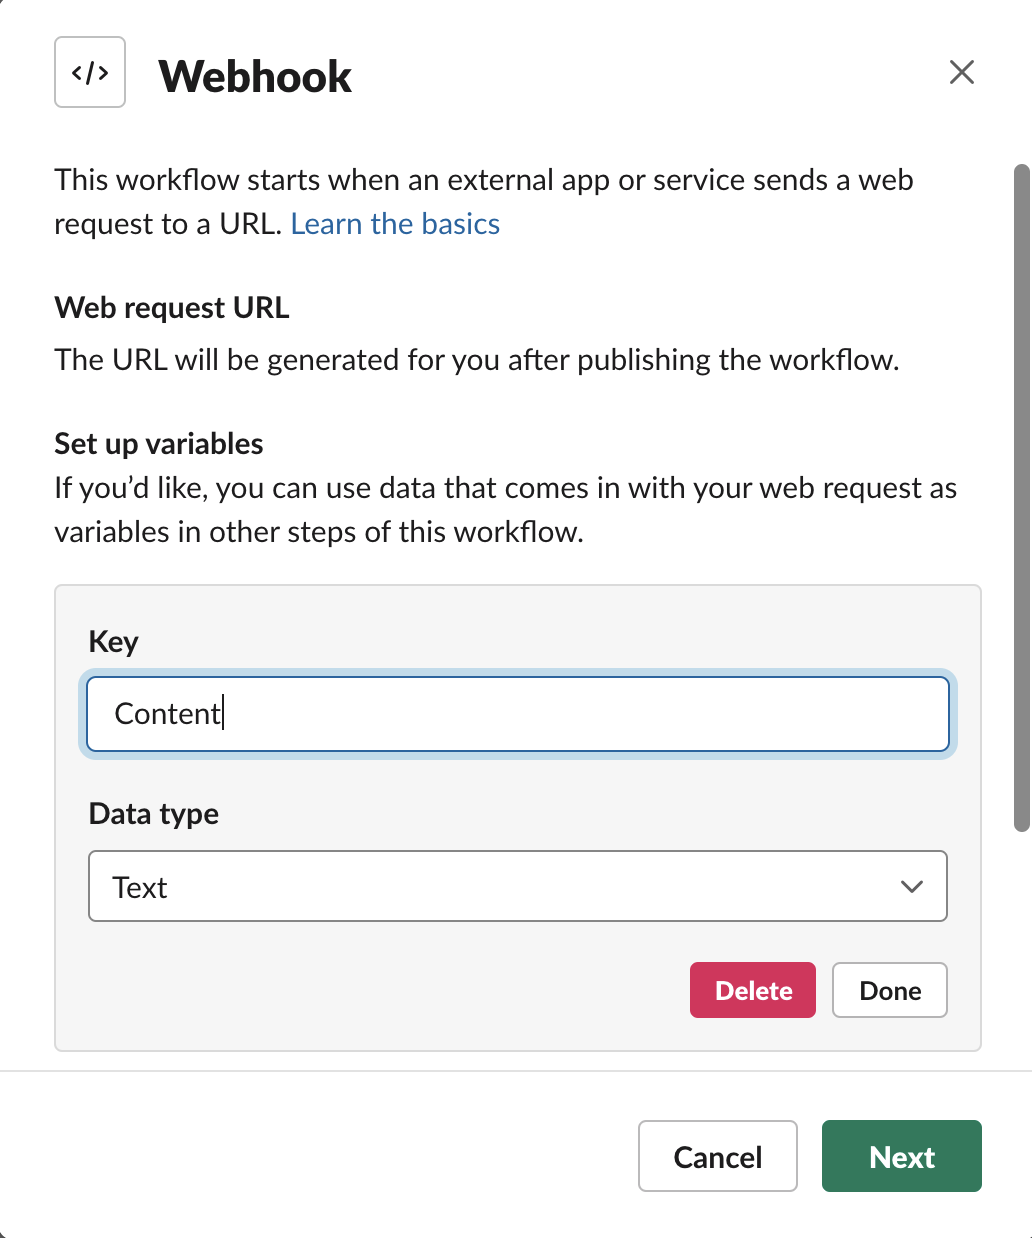 </> Webhook
This workflow starts when an external app or service sends a web
request to a URL. Learn the basics
Web request URL
The URL will be generated for you after publishing the workflow.
Set up variables
If you’d like, you can use data that comes in with your web request as
variables in other steps of this workflow.
Key
Content
Data type
Text
Delete Done
Cancel Next